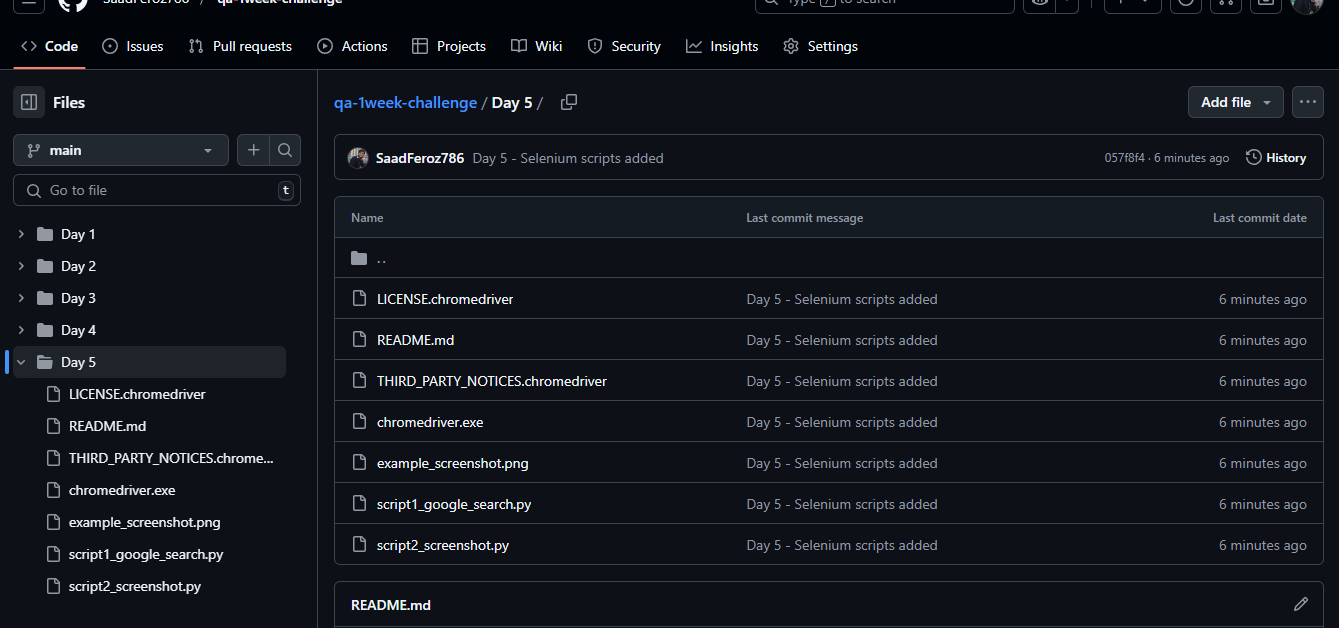 SaadFeroz786 / qa-1week-challenge
Type / to search
Code Issues Pull requests Actions Projects Wiki Security Insights Settings
Files
qa-1week-challenge / Day 5 /
Add file
main
SaadFeroz786 Day 5 - Selenium scripts added
057f8f4 · 6 minutes ago
History
Go to file
t
Day 1
Day 2
Day 3
Day 4
Day 5
LICENSE.chromedriver
README.md
THIRD_PARTY_NOTICES.chrome...
chromedriver.exe
example_screenshot.png
script1_google_search.py
script2_screenshot.py
Name Last commit message Last commit date
..
LICENSE.chromedriver Day 5 - Selenium scripts added 6 minutes ago
README.md Day 5 - Selenium scripts added 6 minutes ago
THIRD_PARTY_NOTICES.chromedriver Day 5 - Selenium scripts added 6 minutes ago
chromedriver.exe Day 5 - Selenium scripts added 6 minutes ago
example_screenshot.png Day 5 - Selenium scripts added 6 minutes ago
script1_google_search.py Day 5 - Selenium scripts added 6 minutes ago
script2_screenshot.py Day 5 - Selenium scripts added 6 minutes ago
README.md